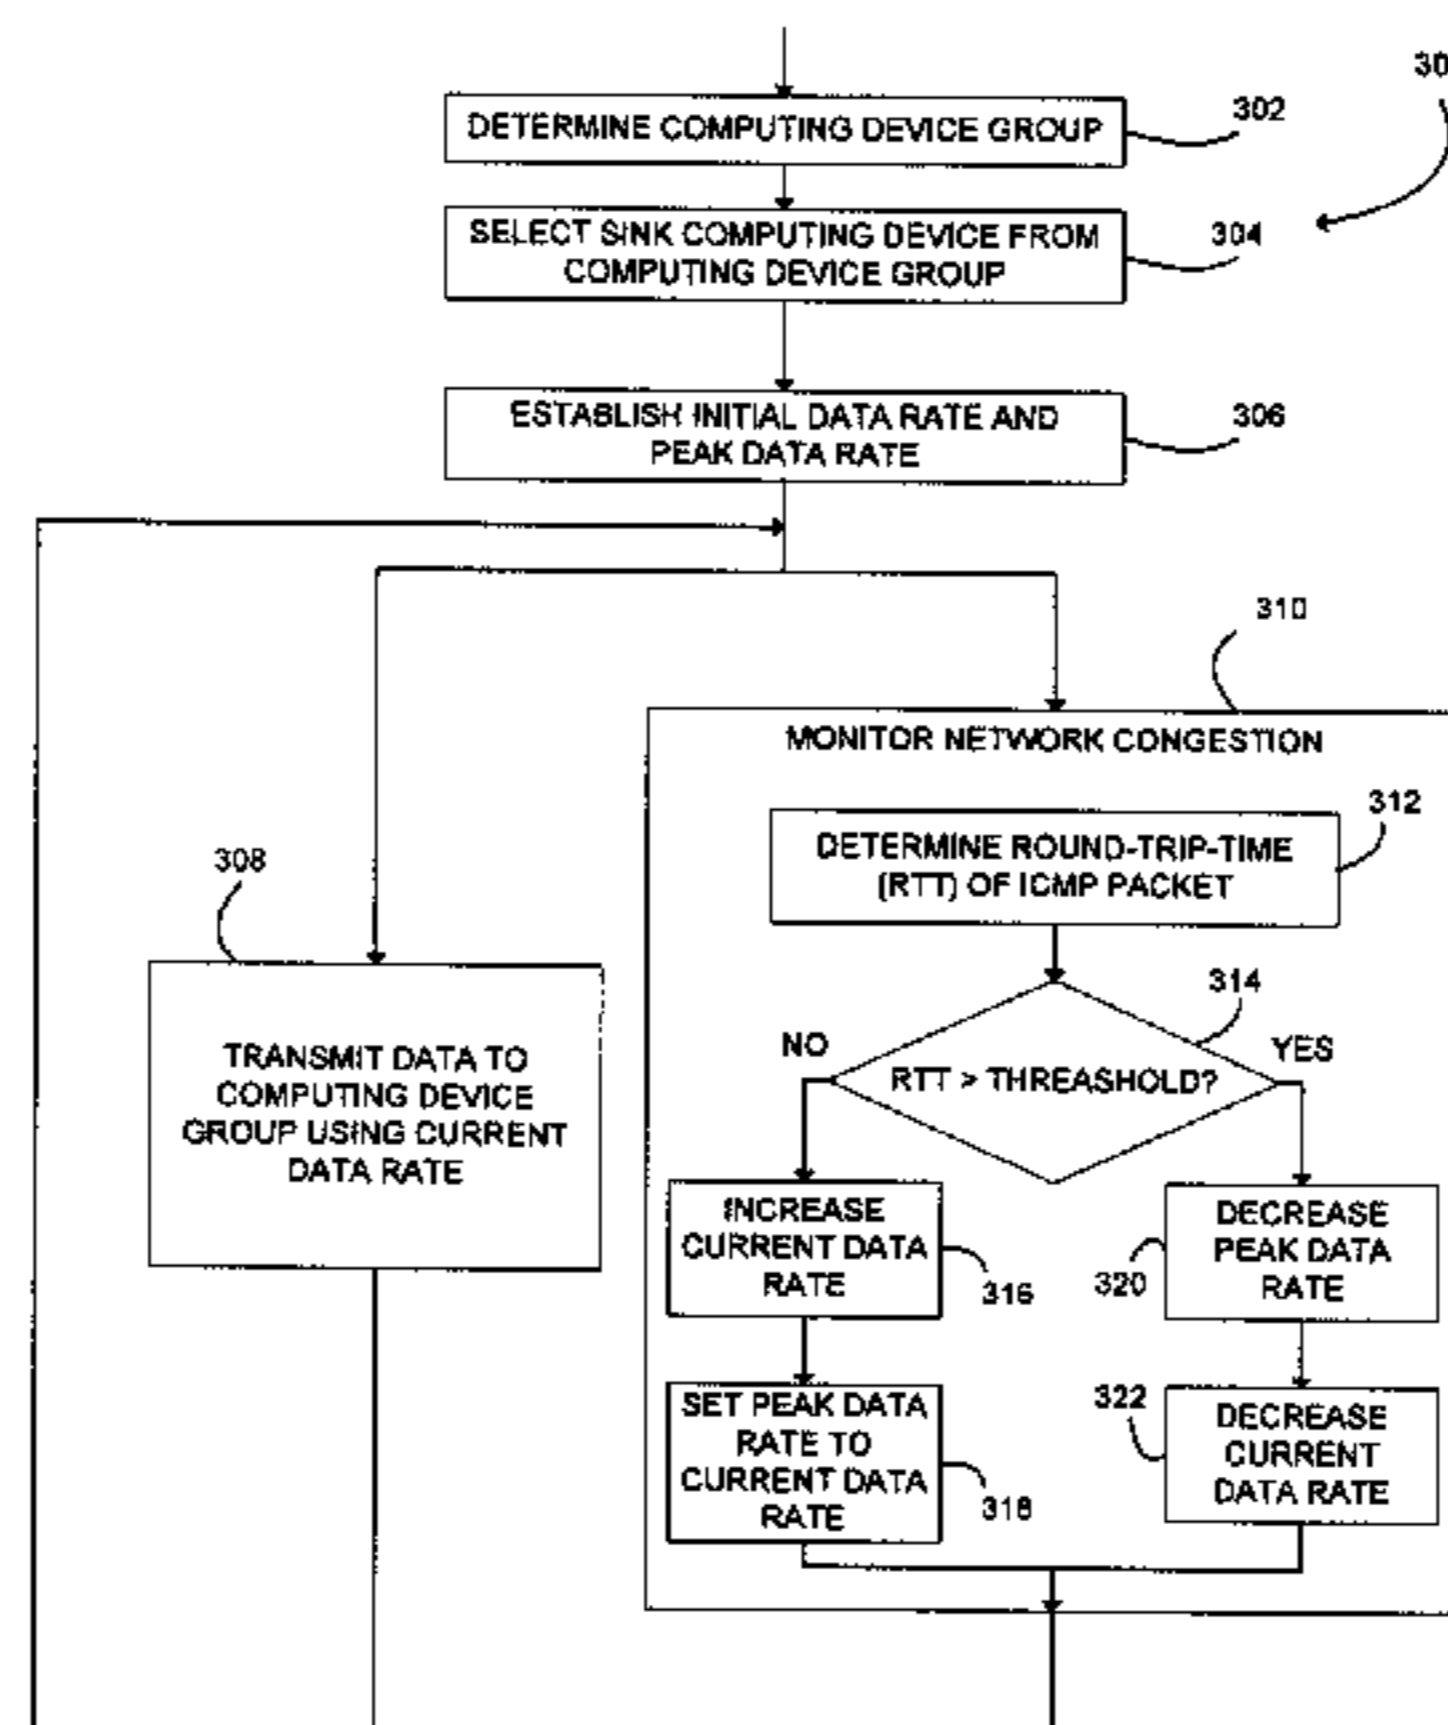 30
DETERMINE COMPUTING DEVICE GROUP
302
SELECT SINK COMPUTING DEVICE FROM
COMPUTING DEVICE GROUP
304
ESTABLISH INITIAL DATA RATE AND
PEAK DATA RATE
306
310
MONITOR NETWORK CONGESTION
312
DETERMINE ROUND-TRIP-TIME
(RTT) OF ICMP PACKET
308
TRANSMIT DATA TO
COMPUTING DEVICE
GROUP USING CURRENT
DATA RATE
314
NO
YES
RTT > THREASHOLD?
INCREASE
CURRENT DATA
RATE
316
320
DECREASE
PEAK DATA
RATE
SET PEAK DATA
RATE TO
CURRENT DATA
RATE
318
322
DECREASE
CURRENT
DATA RATE